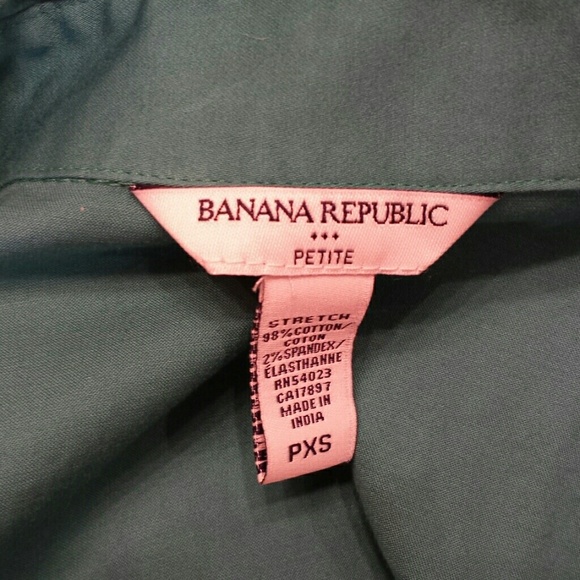 BANANA REPUBLIC
PETITE
STRETCH
98% COTTON/
COTON
2% SPANDEX/
ÉLASTHANNE
RN54023
CA17897
MADE IN
INDIA
PXS